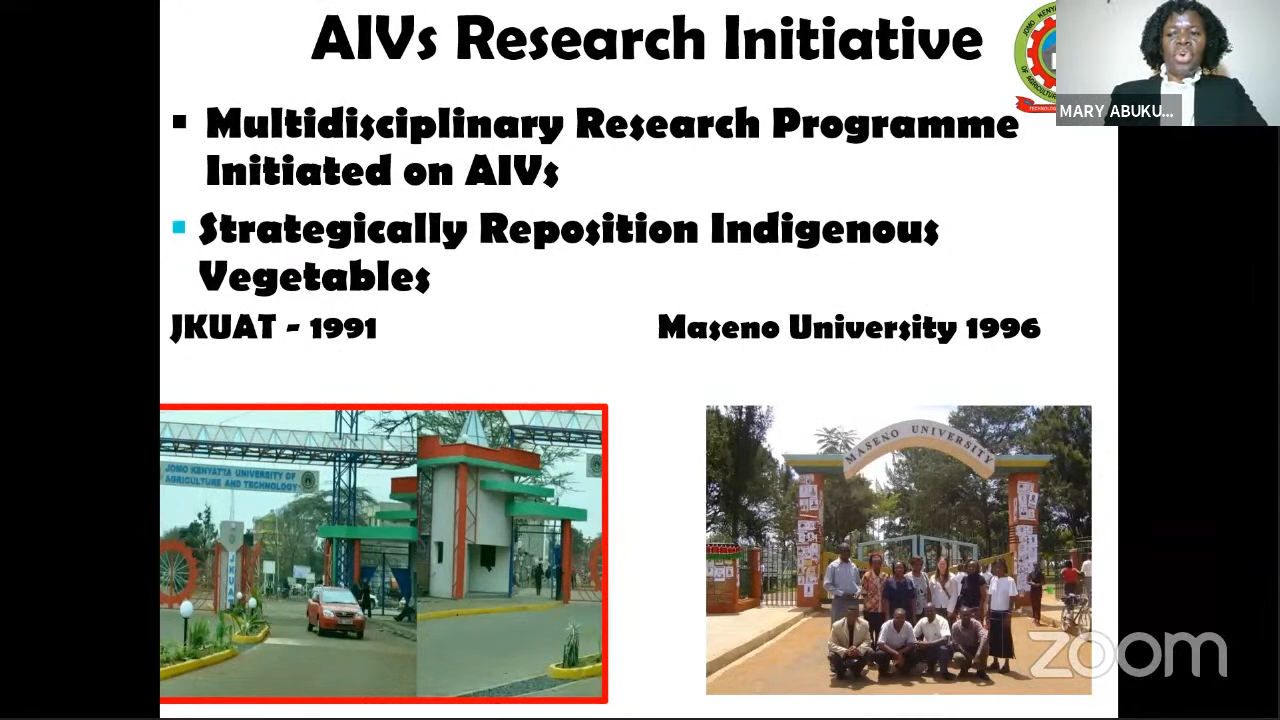 AIVs Research Initiative
MARY ABUKU...
▪ Multidisciplinary Research Programme
Initiated on AIVs
▪ Strategically Reposition Indigenous
Vegetables
JKUAT - 1991
Maseno University 1996
JOMO KENYATTA UNIVERSITY OF
AGRICULTURE AND TECHNOLOGY
JKUAT
MASENO UNIVERSITY
zoom